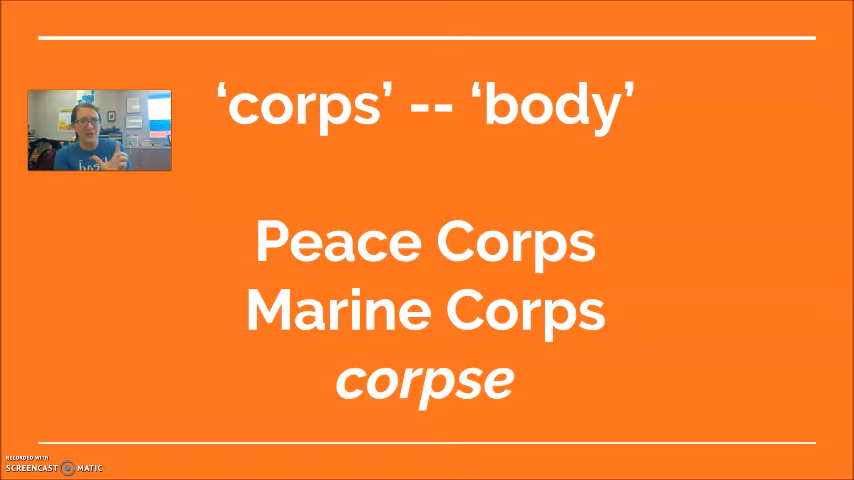 ‘corps’ -- ‘body’
Peace Corps
Marine Corps
corpse
RECORDED WITH
SCREENCAST MATIC